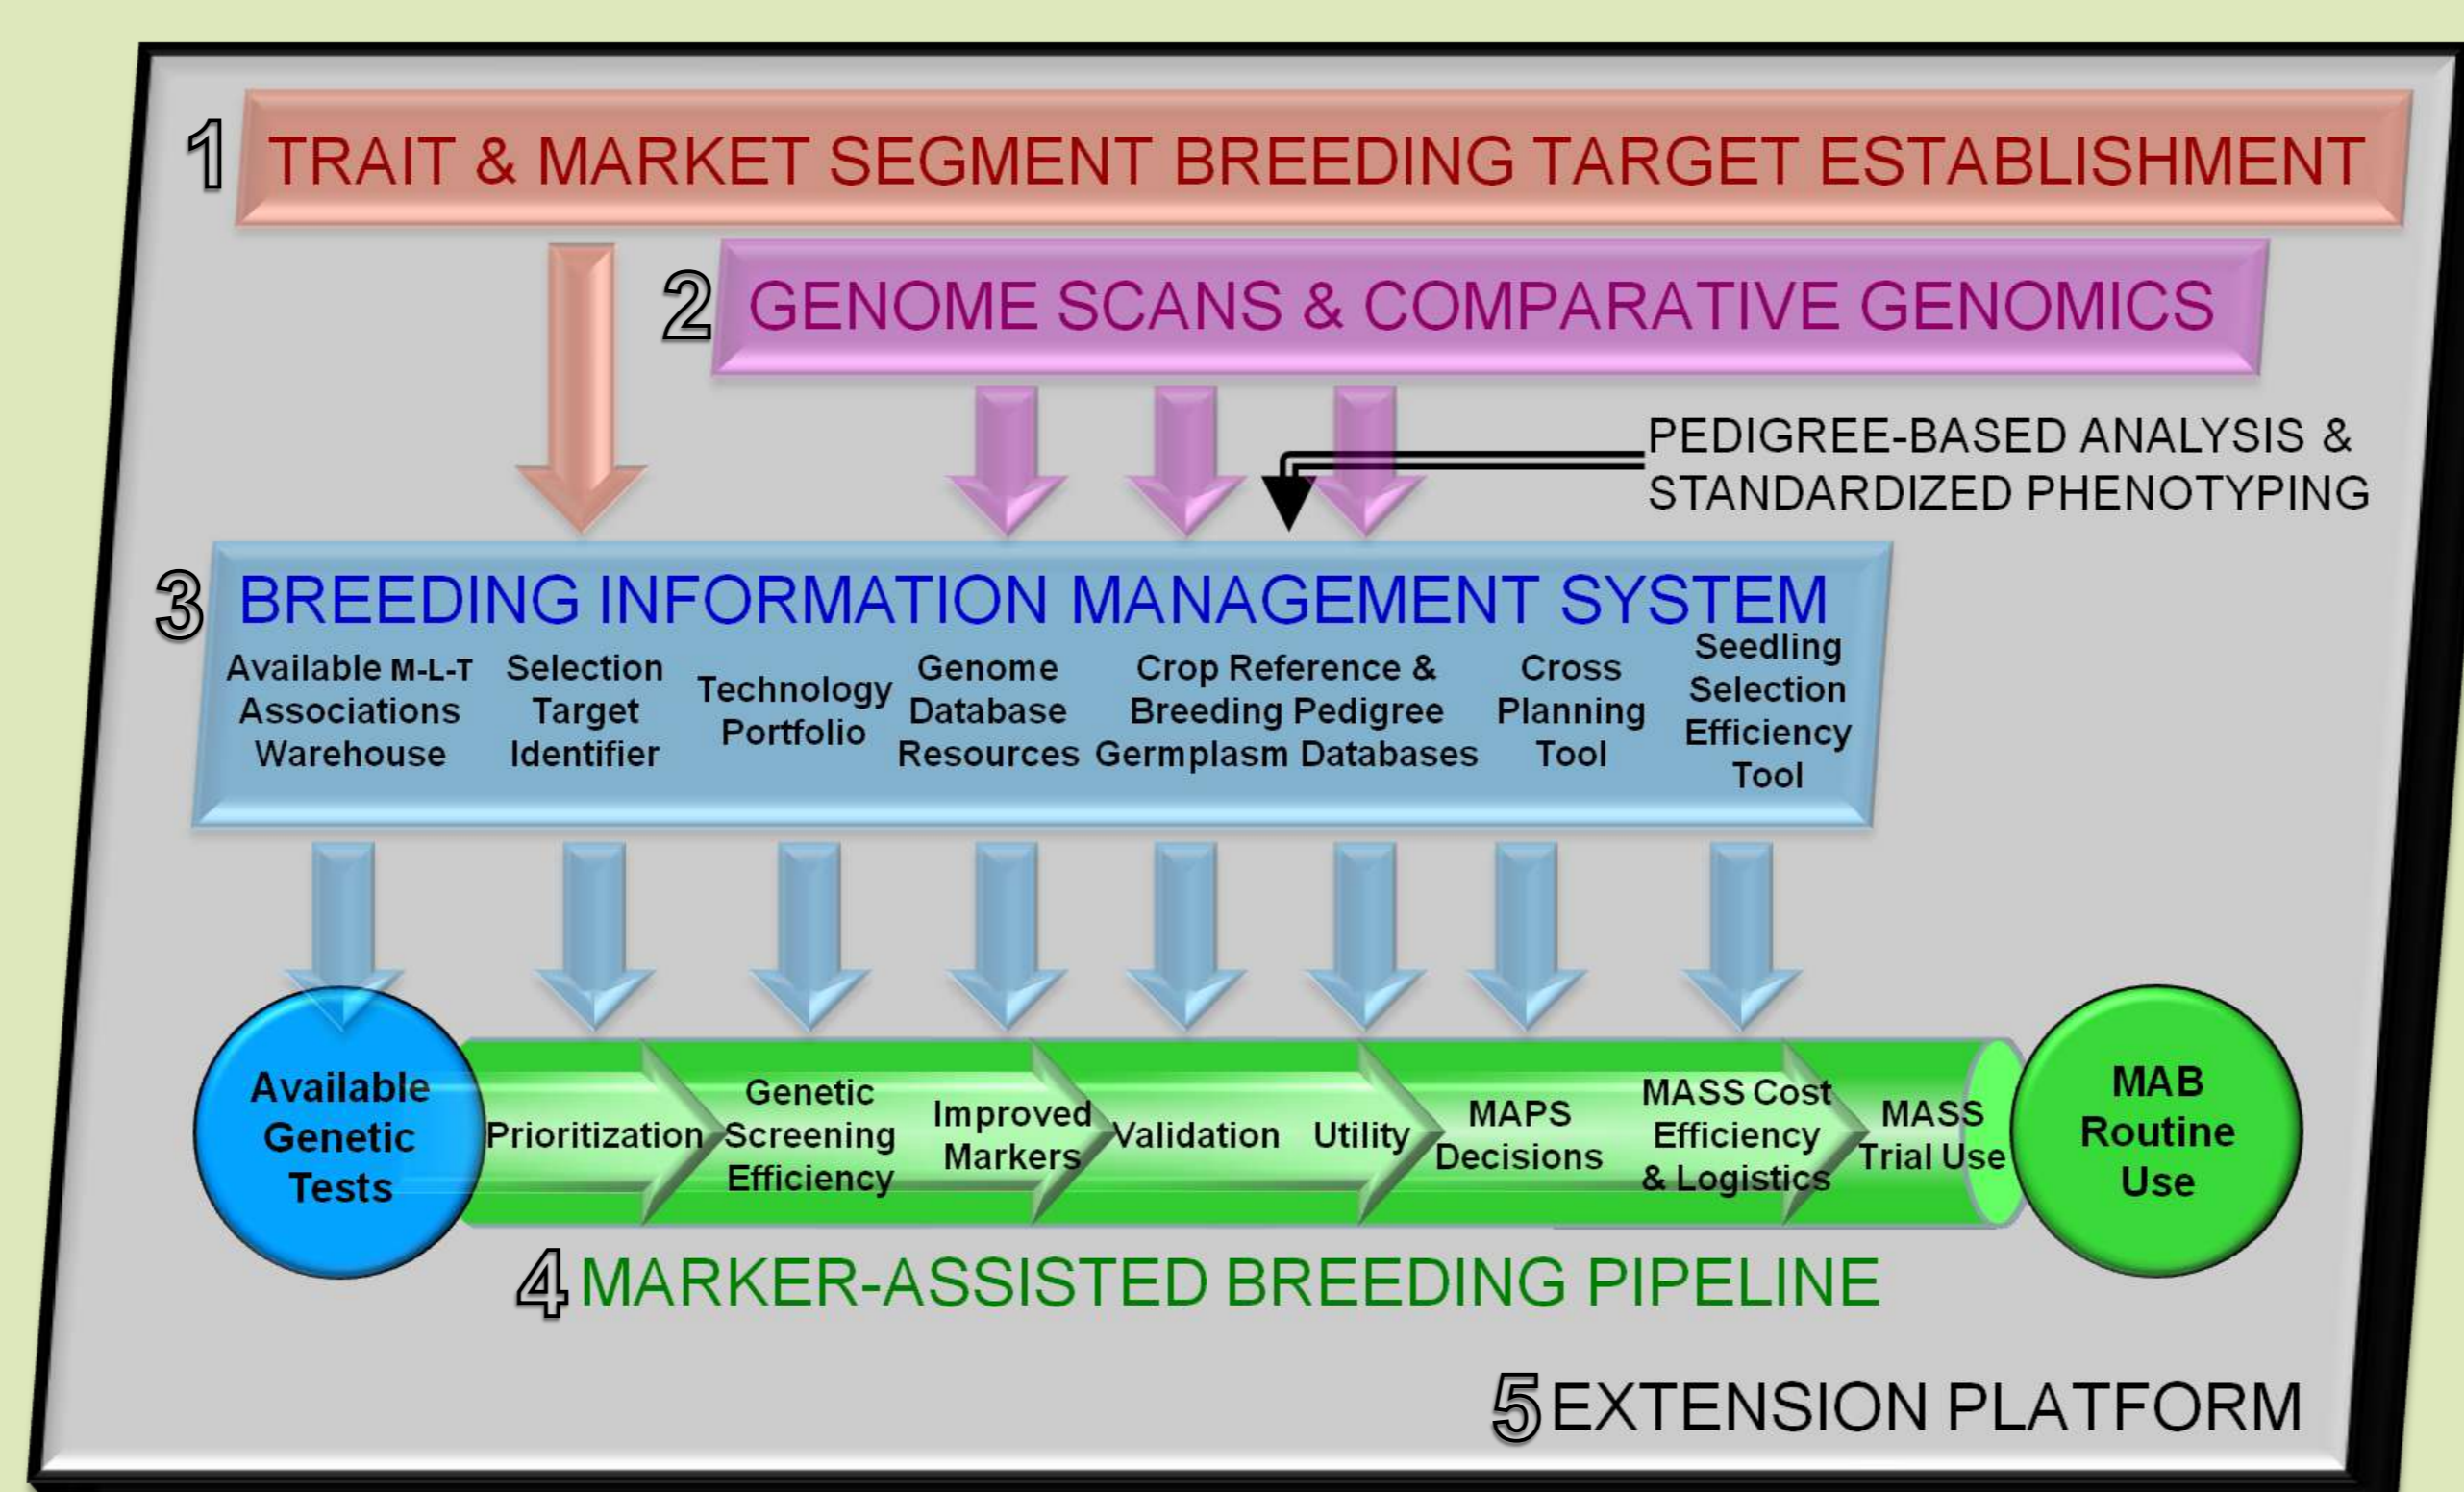 1 TRAIT & MARKET SEGMENT BREEDING TARGET ESTABLISHMENT
2 GENOME SCANS & COMPARATIVE GENOMICS
PEDIGREE-BASED ANALYSIS &
STANDARDIZED PHENOTYPING
3 BREEDING INFORMATION MANAGEMENT SYSTEM
Available M-L-T
Associations
Warehouse
Selection
Target
Identifier
Technology
Portfolio
Genome
Database
Resources
Crop Reference &
Breeding Pedigree
Germplasm Databases
Cross
Planning
Tool
Seedling
Selection
Efficiency
Tool
Available
Genetic
Tests
Prioritization
Genetic
Screening
Efficiency
Improved
Markers
Validation
Utility
MAPS
Decisions
MASS Cost
Efficiency
& Logistics
MASS
Trial Use
MAB
Routine
Use
4 MARKER-ASSISTED BREEDING PIPELINE
5 EXTENSION PLATFORM